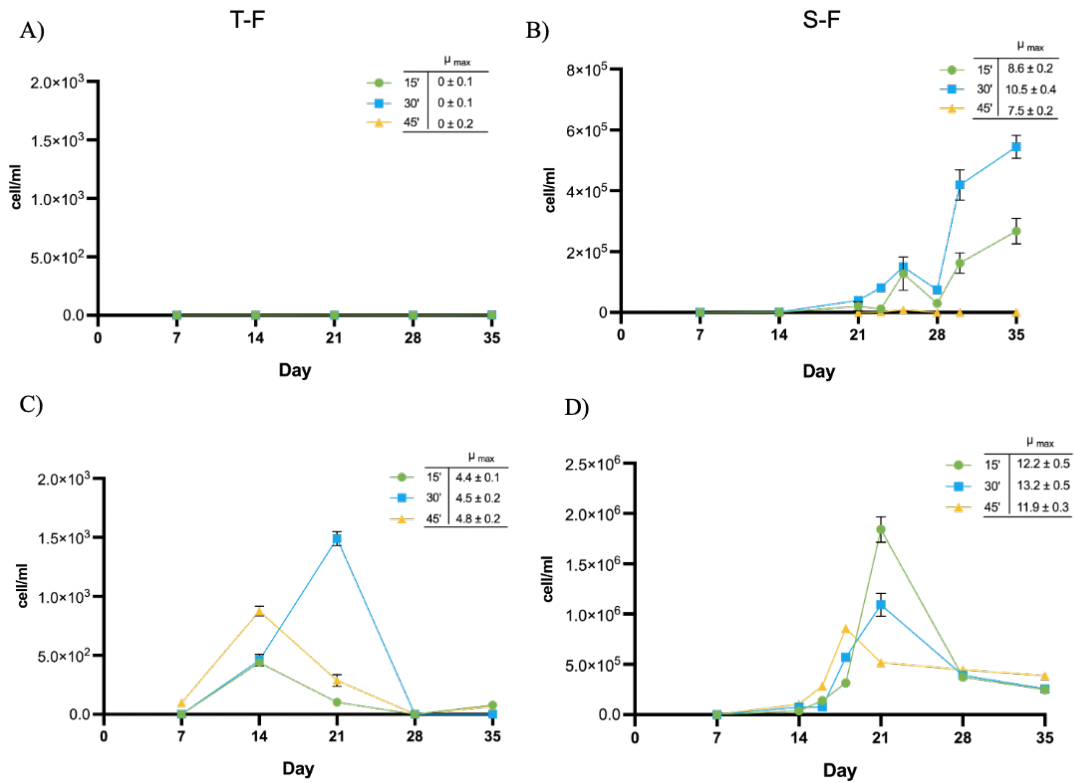 T-F
S-F
A)
μ max
15' 0 ± 0.1
30' 0 ± 0.1
45' 0 ± 0.2
2.0×10³
1.5×10³
1.0×10³
5.0×10²
0.0
cell/ml
0 7 14 21 28 35
Day
B)
μ max
15' 8.6 ± 0.2
30' 10.5 ± 0.4
45' 7.5 ± 0.2
8×10⁵
6×10⁵
4×10⁵
2×10⁵
0
cell/ml
0 7 14 21 28 35
Day
C)
μ max
15' 4.4 ± 0.1
30' 4.5 ± 0.2
45' 4.8 ± 0.2
2.0×10³
1.5×10³
1.0×10³
5.0×10²
0.0
cell/ml
0 7 14 21 28 35
Day
D)
μ max
15' 12.2 ± 0.5
30' 13.2 ± 0.5
45' 11.9 ± 0.3
2.5×10⁶
2.0×10⁶
1.5×10⁶
1.0×10⁶
5.0×10⁵
0.0
cell/ml
0 7 14 21 28 35
Day